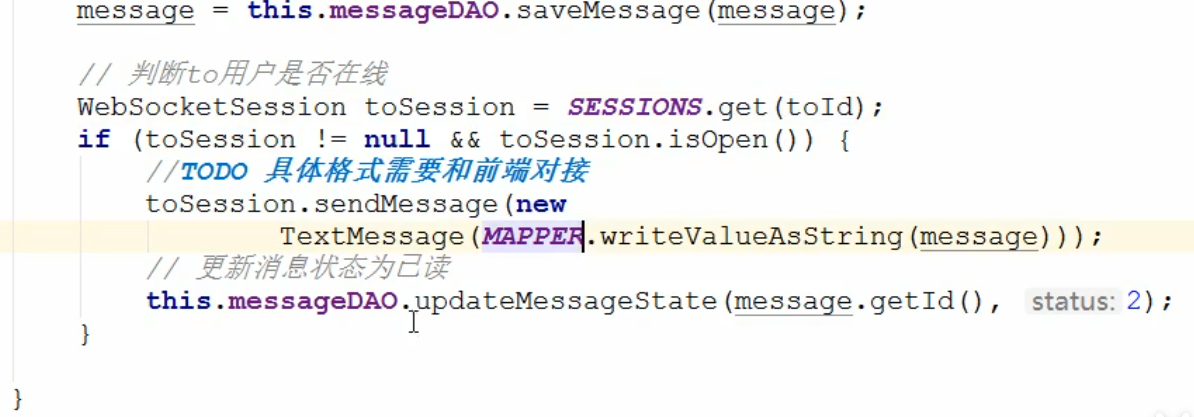 message = this.messageDAO.saveMessage(message);
// 判断to用户是否在线
WebSocketSession toSession = SESSIONS.get(toId);
if (toSession != null && toSession.isOpen()) {
//TODO 具体格式需要和前端对接
toSession.sendMessage(new
TextMessage(MAPPER.writeValueAsString(message)));
// 更新消息状态为已读
this.messageDAO.updateMessageState(message.getId(), status: 2);
}
}